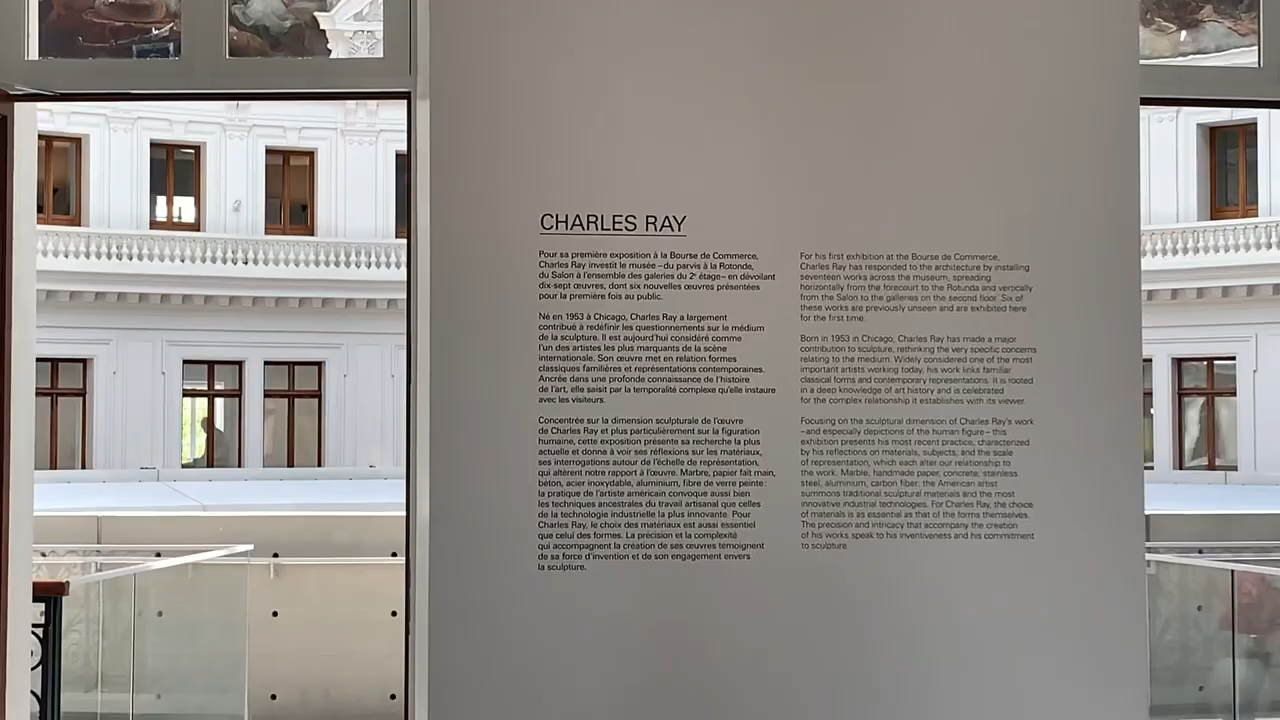 CHARLES RAY
Pour sa première exposition à la Bourse de Commerce,
Charles Ray investit le musée – du parvis à la Rotonde,
du Salon à l'ensemble des galeries du 2e étage – en dévoilant
dix-sept œuvres, dont six nouvelles œuvres présentées
pour la première fois au public.
Né en 1953 à Chicago, Charles Ray a largement
contribué à redéfinir les questionnements sur le médium
de la sculpture. Il est aujourd'hui considéré comme
l'un des artistes les plus marquants de la scène
internationale. Son œuvre met en relation formes
classiques familières et représentations contemporaines.
Ancrée dans une profonde connaissance de l'histoire
de l'art, elle saisit par la temporalité complexe qu'elle instaure
avec les visiteurs.
Concentrée sur la dimension sculpturale de l'œuvre
de Charles Ray et plus particulièrement sur la figuration
humaine, cette exposition présente sa recherche la plus
actuelle et donne à voir ses réflexions sur les matériaux,
ses interrogations autour de l'échelle de représentation,
qui altèrent notre rapport à l'œuvre. Marbre, papier fait main,
béton, acier inoxydable, aluminium, fibre de verre peinte :
la pratique de l'artiste américain convoque aussi bien
les techniques ancestrales du travail artisanal que celles
de la technologie industrielle la plus innovante. Pour
Charles Ray, le choix des matériaux est aussi essentiel
que celui des formes. La précision et la complexité
qui accompagnent la création de ses œuvres témoignent
de sa force d'invention et de son engagement envers
la sculpture.
For his first exhibition at the Bourse de Commerce,
Charles Ray has responded to the architecture by installing
seventeen works across the museum, spreading
horizontally from the forecourt to the Rotunda and vertically
from the Salon to the galleries on the second floor. Six of
these works are previously unseen and are exhibited here
for the first time.
Born in 1953 in Chicago, Charles Ray has made a major
contribution to sculpture, rethinking the very specific concerns
relating to the medium. Widely considered one of the most
important artists working today, his work links familiar
classical forms and contemporary representations. It is rooted
in a deep knowledge of art history and is celebrated
for the complex relationship it establishes with its viewer.
Focusing on the sculptural dimension of Charles Ray's work
– and especially depictions of the human figure – this
exhibition presents his most recent practice, characterized
by his reflections on materials, subjects, and the scale
of representation, which each alter our relationship to
the work. Marble, handmade paper, concrete, stainless
steel, aluminium, carbon fiber: the American artist
summons traditional sculptural materials and the most
innovative industrial technologies. For Charles Ray, the choice
of materials is as essential as that of the forms themselves.
The precision and intricacy that accompany the creation
of his works speak to his inventiveness and his commitment
to sculpture.